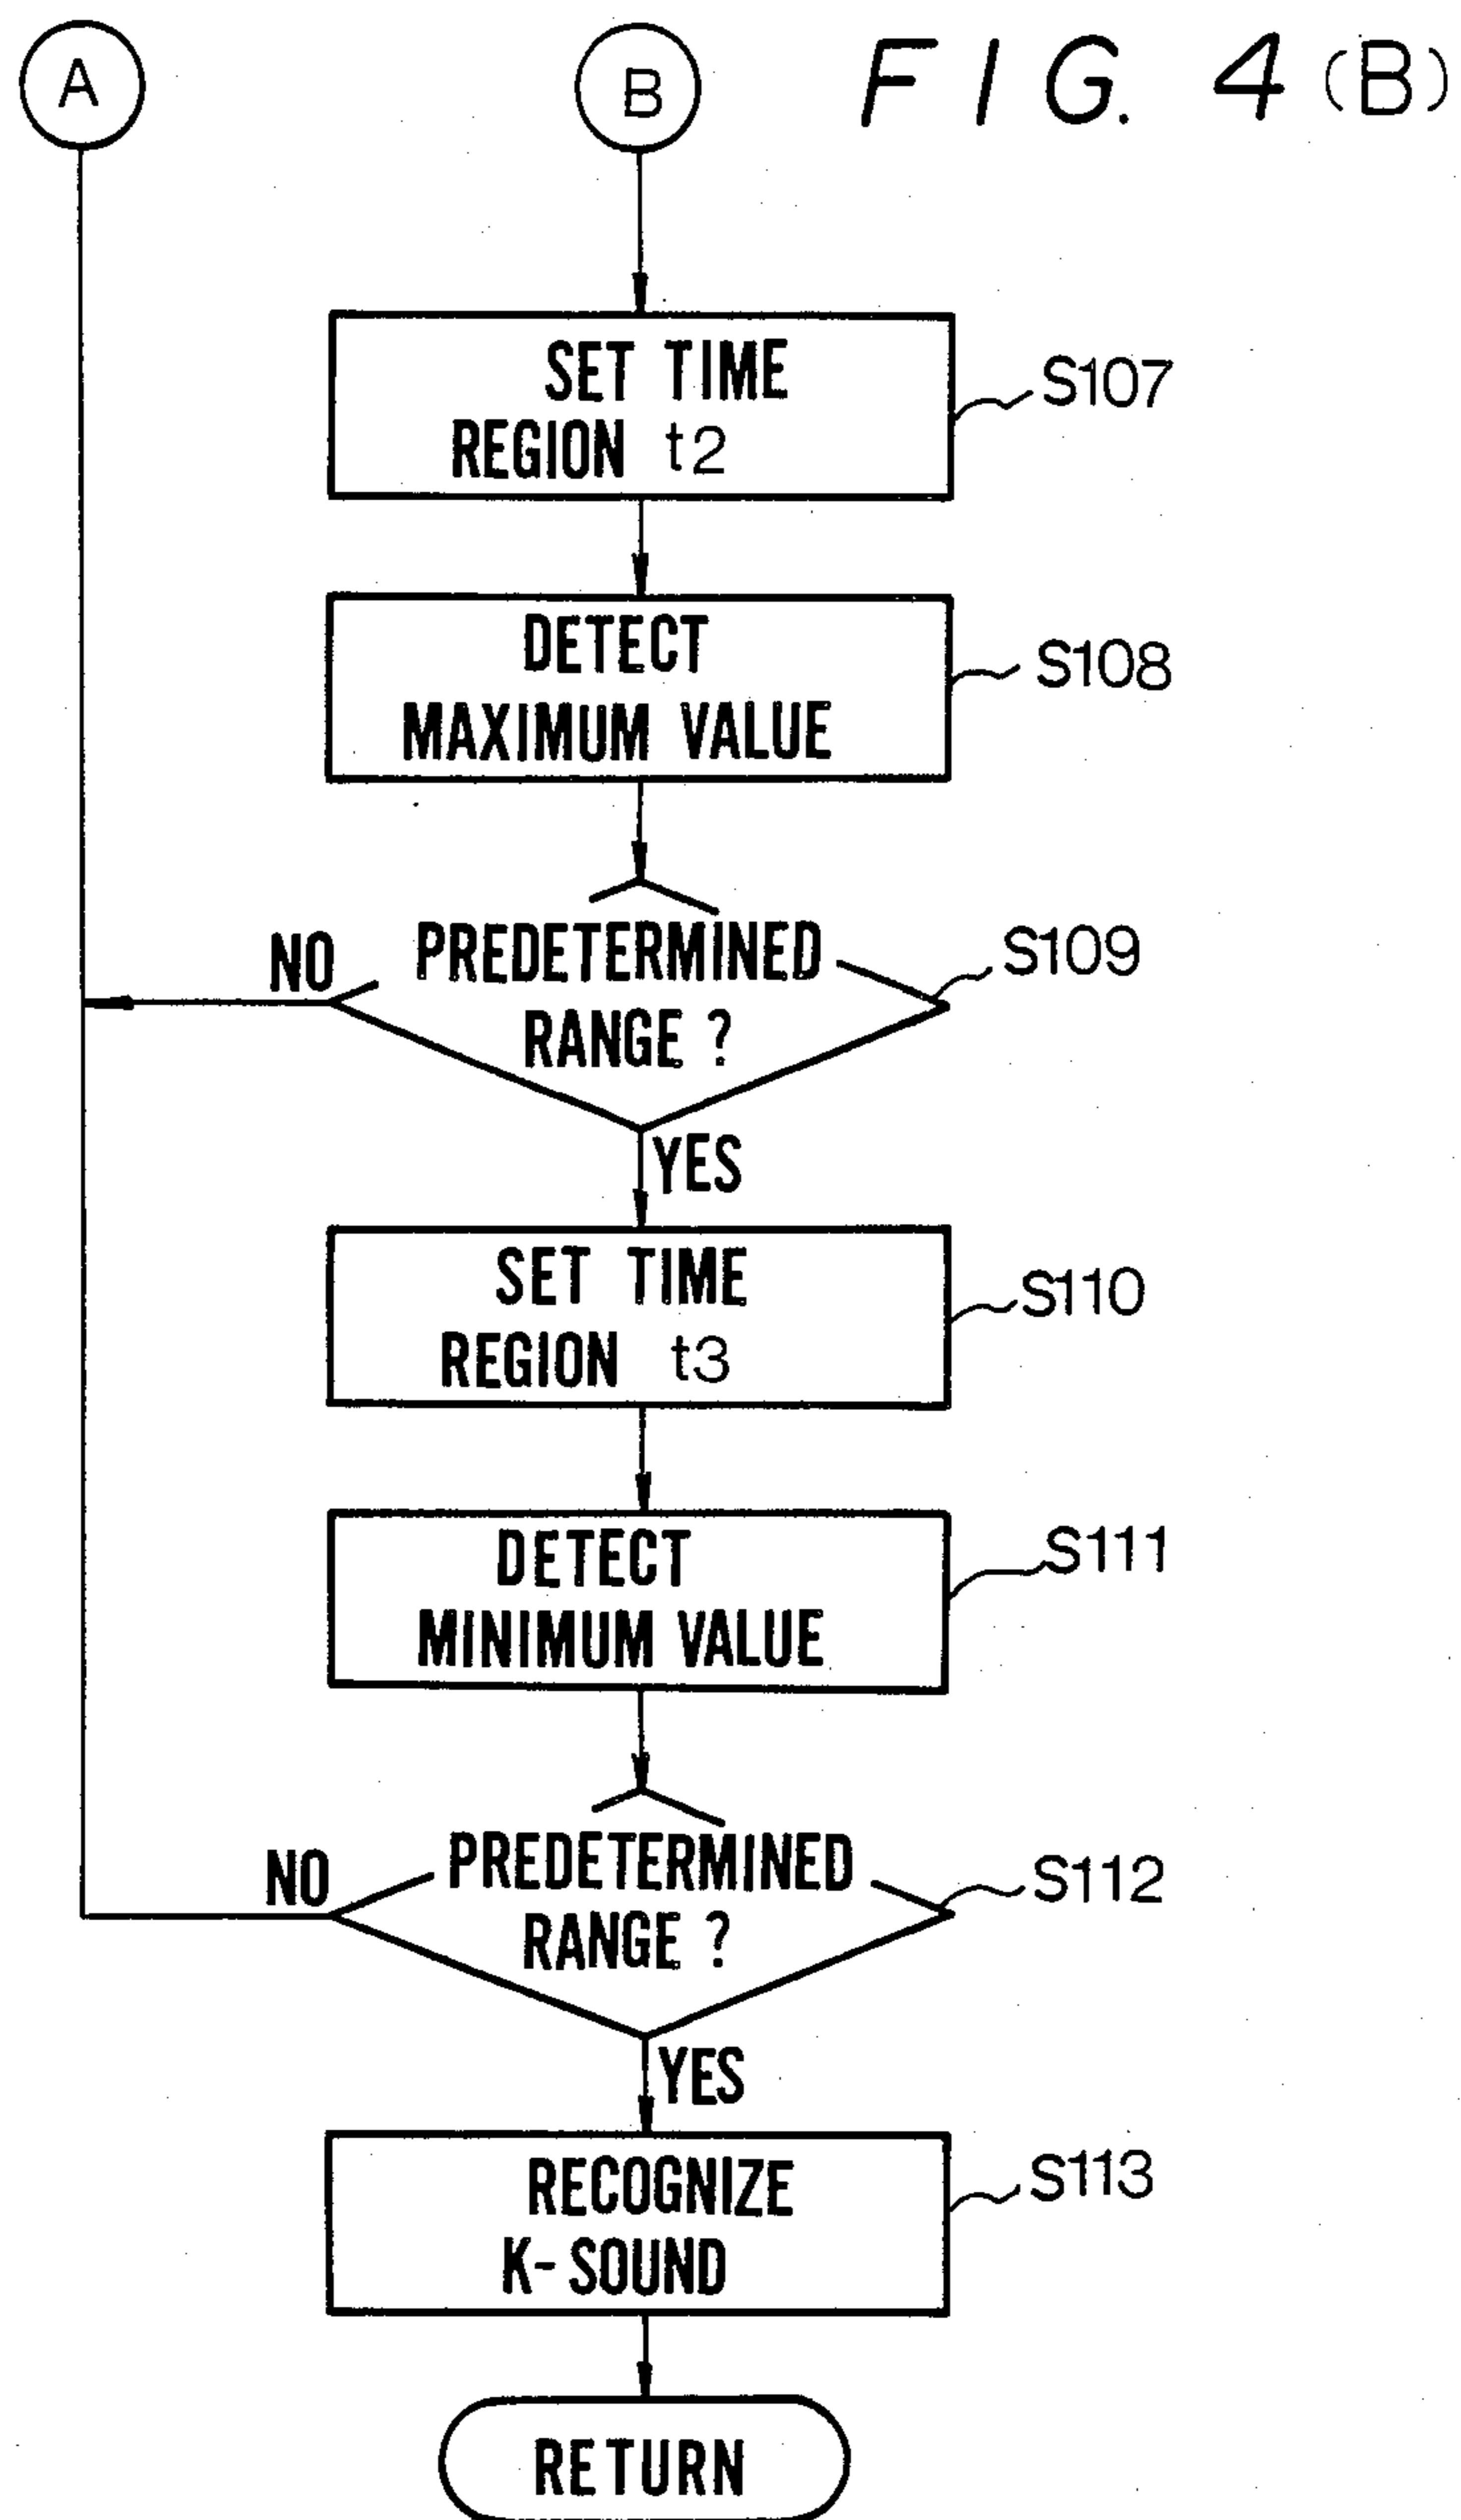 A
B
FIG. 4 (B)
SET TIME
REGION t2
S107
DETECT
MAXIMUM VALUE
S108
NO
PREDETERMINED
RANGE ?
S109
YES
SET TIME
REGION t3
S110
DETECT
MINIMUM VALUE
S111
NO
PREDETERMINED
RANGE ?
S112
YES
RECOGNIZE
K-SOUND
S113
RETURN